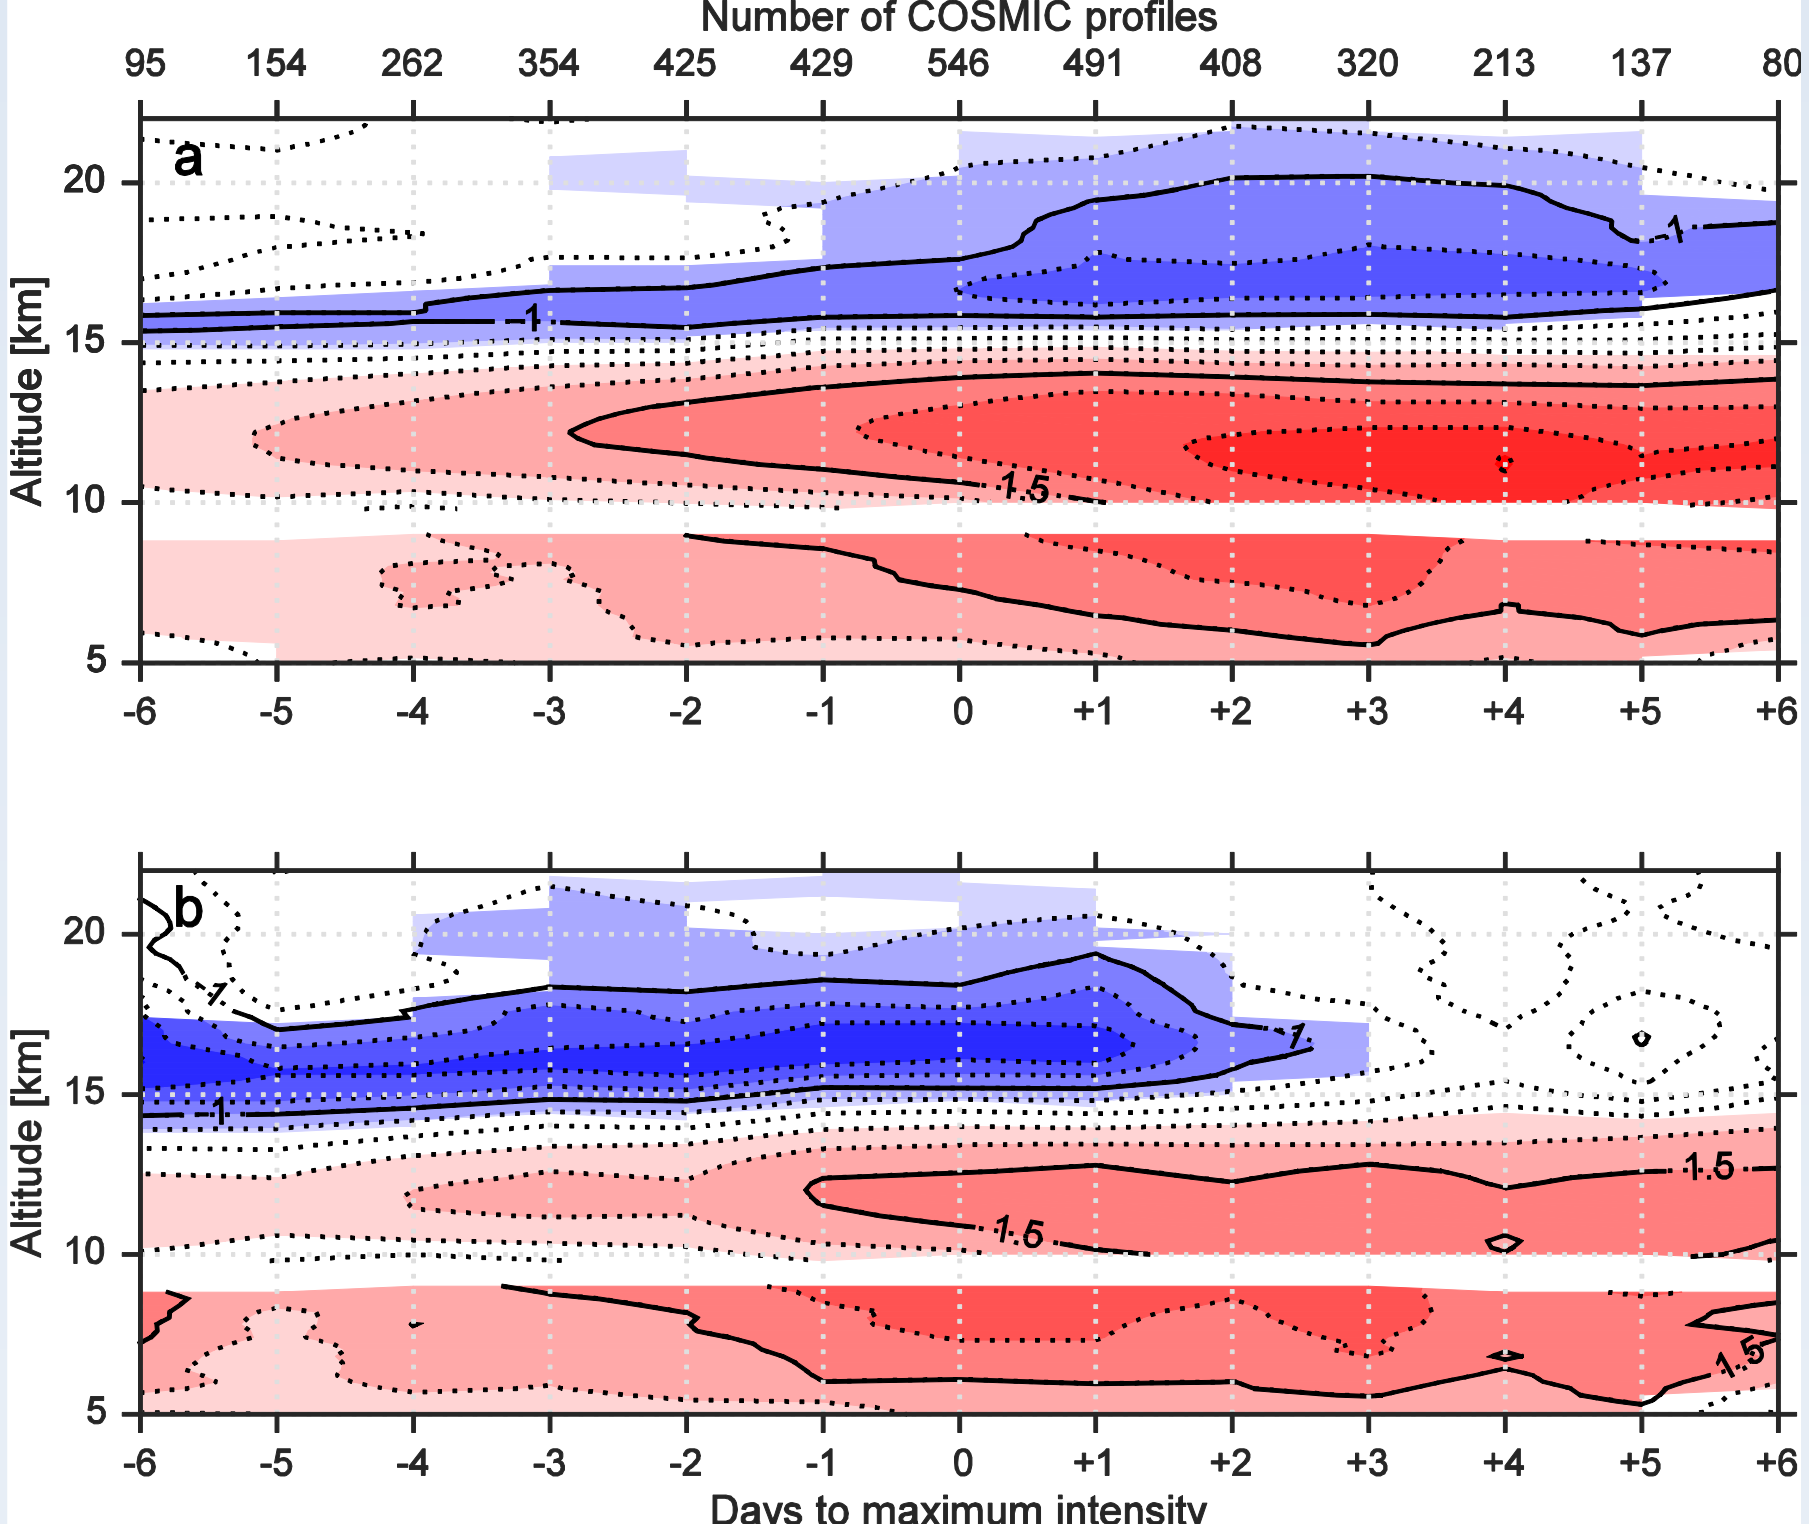 Number of COSMIC profiles
95 154 262 354 425 429 546 491 408 320 213 137 80
a
20
15
10
5
Altitude [km]
1
1
1.5
-6 -5 -4 -3 -2 -1 0 +1 +2 +3 +4 +5 +6
b
20
15
10
5
Altitude [km]
1
1
1
1.5
1.5
1.5
-6 -5 -4 -3 -2 -1 0 +1 +2 +3 +4 +5 +6
Days to maximum intensity